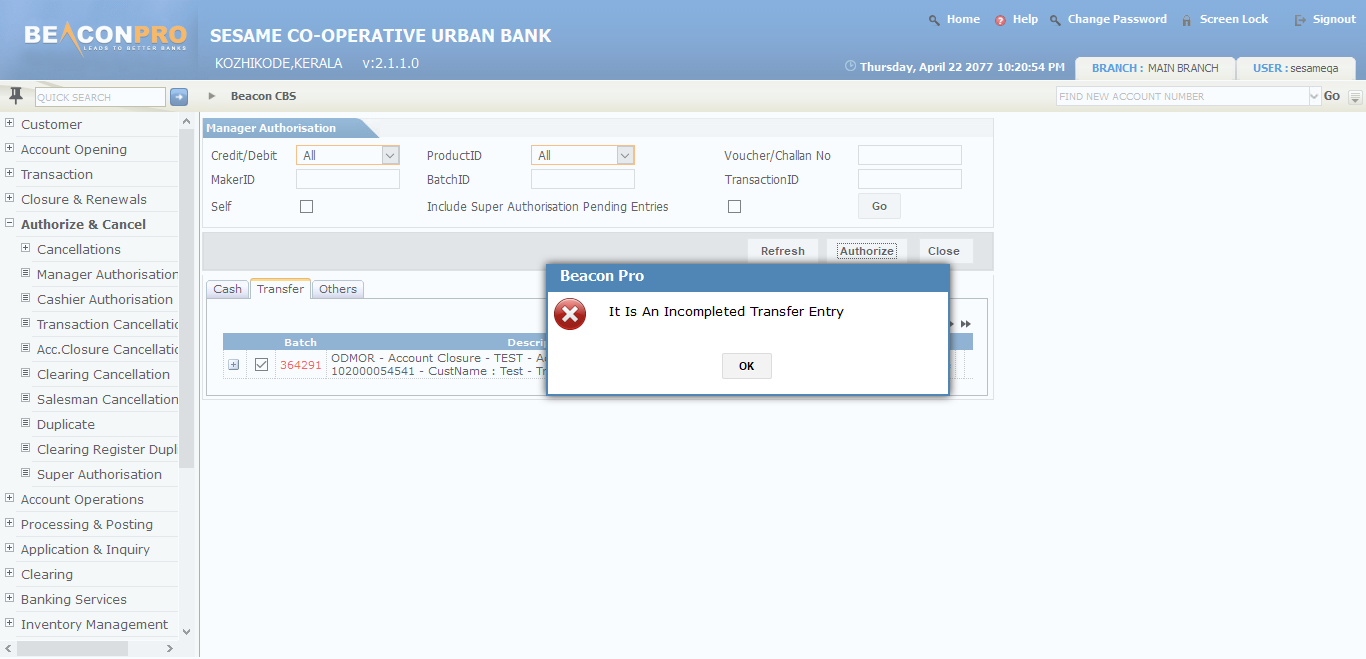 BEACONPRO
LEADS TO BETTER BANKS
SESAME CO-OPERATIVE URBAN BANK
KOZHIKODE,KERALA v:2.1.1.0
Home Help Change Password Screen Lock Signout
Thursday, April 22 2077 10:20:54 PM
BRANCH : MAIN BRANCH
USER : sesameqa
QUICK SEARCH
Beacon CBS
FIND NEW ACCOUNT NUMBER
Go
Customer
Account Opening
Transaction
Closure & Renewals
Authorize & Cancel
Cancellations
Manager Authorisation
Cashier Authorisation
Transaction Cancellatio
Acc.Closure Cancellatio
Clearing Cancellation
Salesman Cancellation
Duplicate
Clearing Register Dupl
Super Authorisation
Account Operations
Processing & Posting
Application & Inquiry
Clearing
Banking Services
Inventory Management
Manager Authorisation
Credit/Debit All ProductID All Voucher/Challan No
MakerID BatchID TransactionID
Self Include Super Authorisation Pending Entries Go
Refresh Authorize Close
Cash Transfer Others
Batch Descri
364291 ODMOR - Account Closure - TEST - A
102000054541 - CustName : Test - Tr
Beacon Pro
It Is An Incompleted Transfer Entry
OK